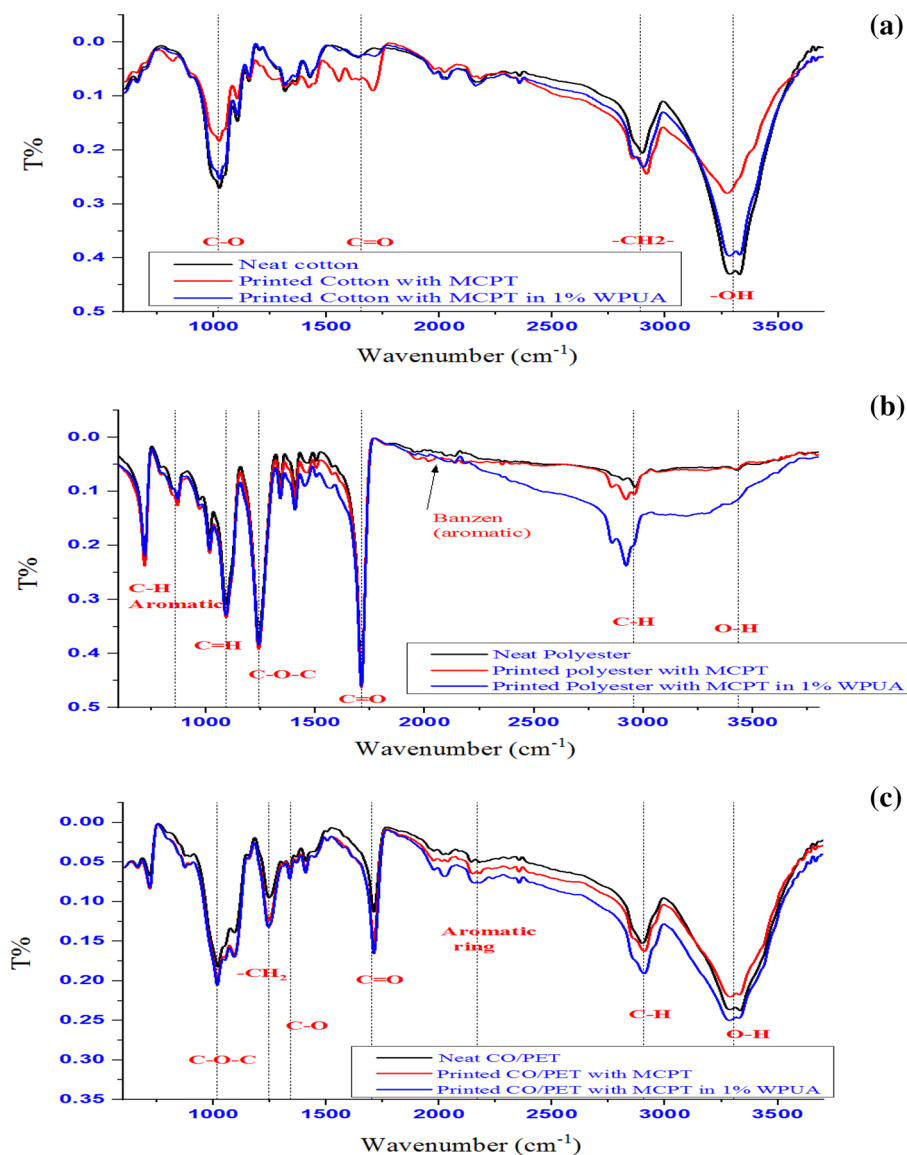 (a)
0.0
0.1
0.2
0.3
0.4
0.5
T%
C-O
C=O
-CH2-
-OH
Neat cotton
Printed Cotton with MCPT
Printed Cotton with MCPT in 1% WPUA
1000 1500 2000 2500 3000 3500
Wavenumber (cm-1)
(b)
0.0
0.1
0.2
0.3
0.4
0.5
T%
Banzen
(aromatic)
C-H
Aromatic
C=H
C-O-C
C=O
C-H
O-H
Neat Polyester
Printed polyester with MCPT
Printed Polyester with MCPT in 1% WPUA
1000 1500 2000 2500 3000 3500
Wavenumber (cm-1)
(c)
0.00
0.05
0.10
0.15
0.20
0.25
0.30
0.35
T%
Aromatic
ring
-CH2
C=O
C-H
C-O
O-H
C-O-C
Neat CO/PET
Printed CO/PET with MCPT
Printed CO/PET with MCPT in 1% WPUA
1000 1500 2000 2500 3000 3500
Wavenumber (cm-1)